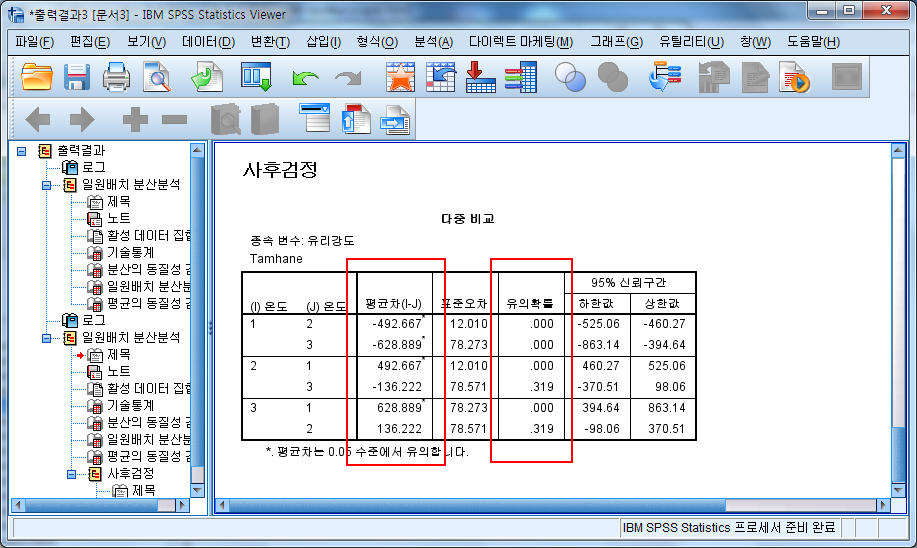 *출력결과3 [문서3] - IBM SPSS Statistics Viewer
파일(F) 편집(E) 보기(V) 데이터(D) 변환(T) 삽입(I) 형식(O) 분석(A) 다이렉트 마케팅(M) 그래프(G) 유틸리티(U) 창(W) 도움말(H)
출력결과
로그
일원배치 분산분석
제목
노트
활성 데이터 집합
기술통계
분산의 동질성 검
일원배치 분산분
평균의 동질성 검
로그
일원배치 분산분석
제목
노트
활성 데이터 집합
기술통계
분산의 동질성 검
일원배치 분산분
평균의 동질성 검
사후검정
제목
사후검정
다중 비교
종속 변수: 유리강도
Tamhane
(I) 온도 (J) 온도 평균차(I-J) 표준오차 유의확률 95% 신뢰구간
하한값 상한값
1 2 -492.667* 12.010 .000 -525.06 -460.27
3 -628.889* 78.273 .000 -863.14 -394.64
2 1 492.667* 12.010 .000 460.27 525.06
3 -136.222 78.571 .319 -370.51 98.06
3 1 628.889* 78.273 .000 394.64 863.14
2 136.222 78.571 .319 -98.06 370.51
*. 평균차는 0.05 수준에서 유의합니다.
IBM SPSS Statistics 프로세서 준비 완료